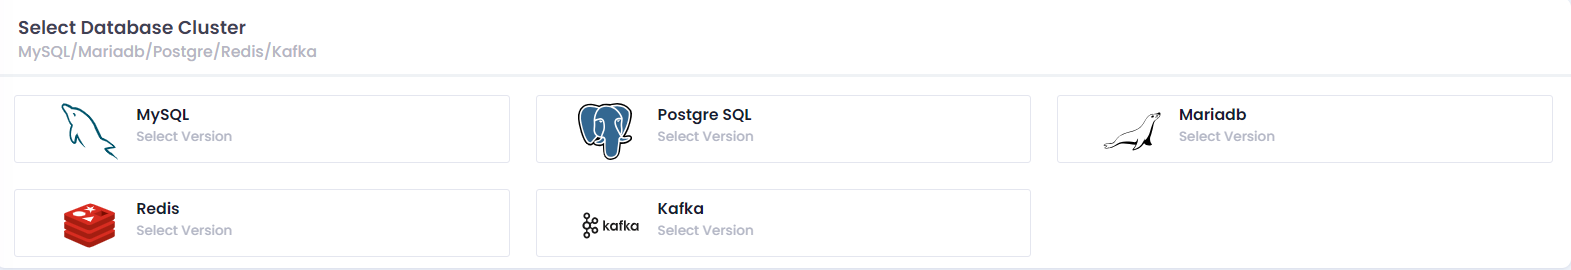 Select Database Cluster
MySQL/Mariadb/Postgre/Redis/Kafka
MySQL
Select Version
Postgre SQL
Select Version
Mariadb
Select Version
Redis
Select Version
kafka
Kafka
Select Version